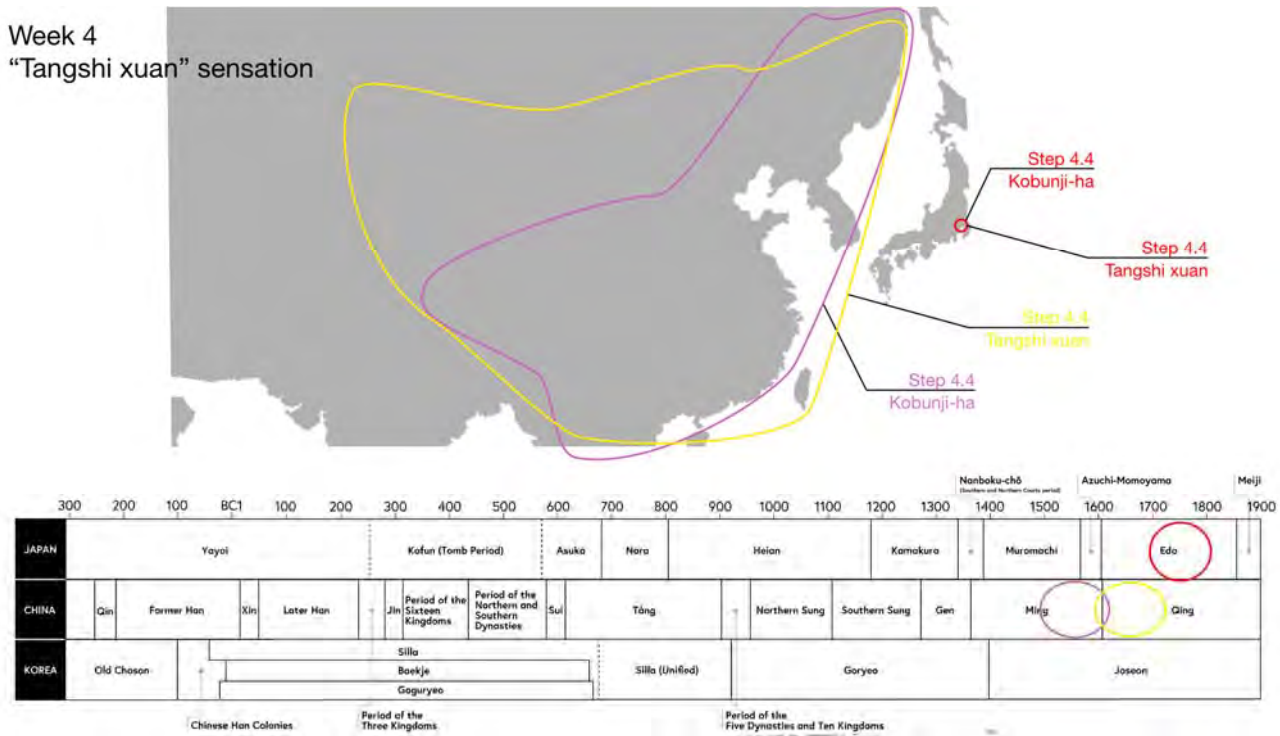 Week 4
“Tangshi xuan” sensation
Step 4.4
Kobunji-ha
Step 4.4
Tangshi xuan
Step 4.4
Tangshi xuan
Step 4.4
Kobunji-ha
Nanboku-chō
(Southern and Northern County period)
Azuchi-Momoyama
Meiji
300 200 100 BC1 100 200 300 400 500 600 700 800 900 1000 1100 1200 1300 1400 1500 1600 1700 1800 1900
JAPAN
Yayoi
Kofun (Tomb Period)
Asuka
Nara
Heian
Kamakura
Muromachi
Edo
CHINA
Qin
Former Han
Xin
Later Han
Jin
Period of the
Sixteen
Kingdoms
Period of the
Northern and
Southern
Dynasties
Sui
Táng
Northern Sung
Southern Sung
Gen
Ming
Qing
KOREA
Old Choson
Silla
Baekje
Goguryeo
Silla (Unified)
Goryeo
Joseon
Chinese Han Colonies
Period of the
Three Kingdoms
Period of the
Five Dynasties and Ten Kingdoms